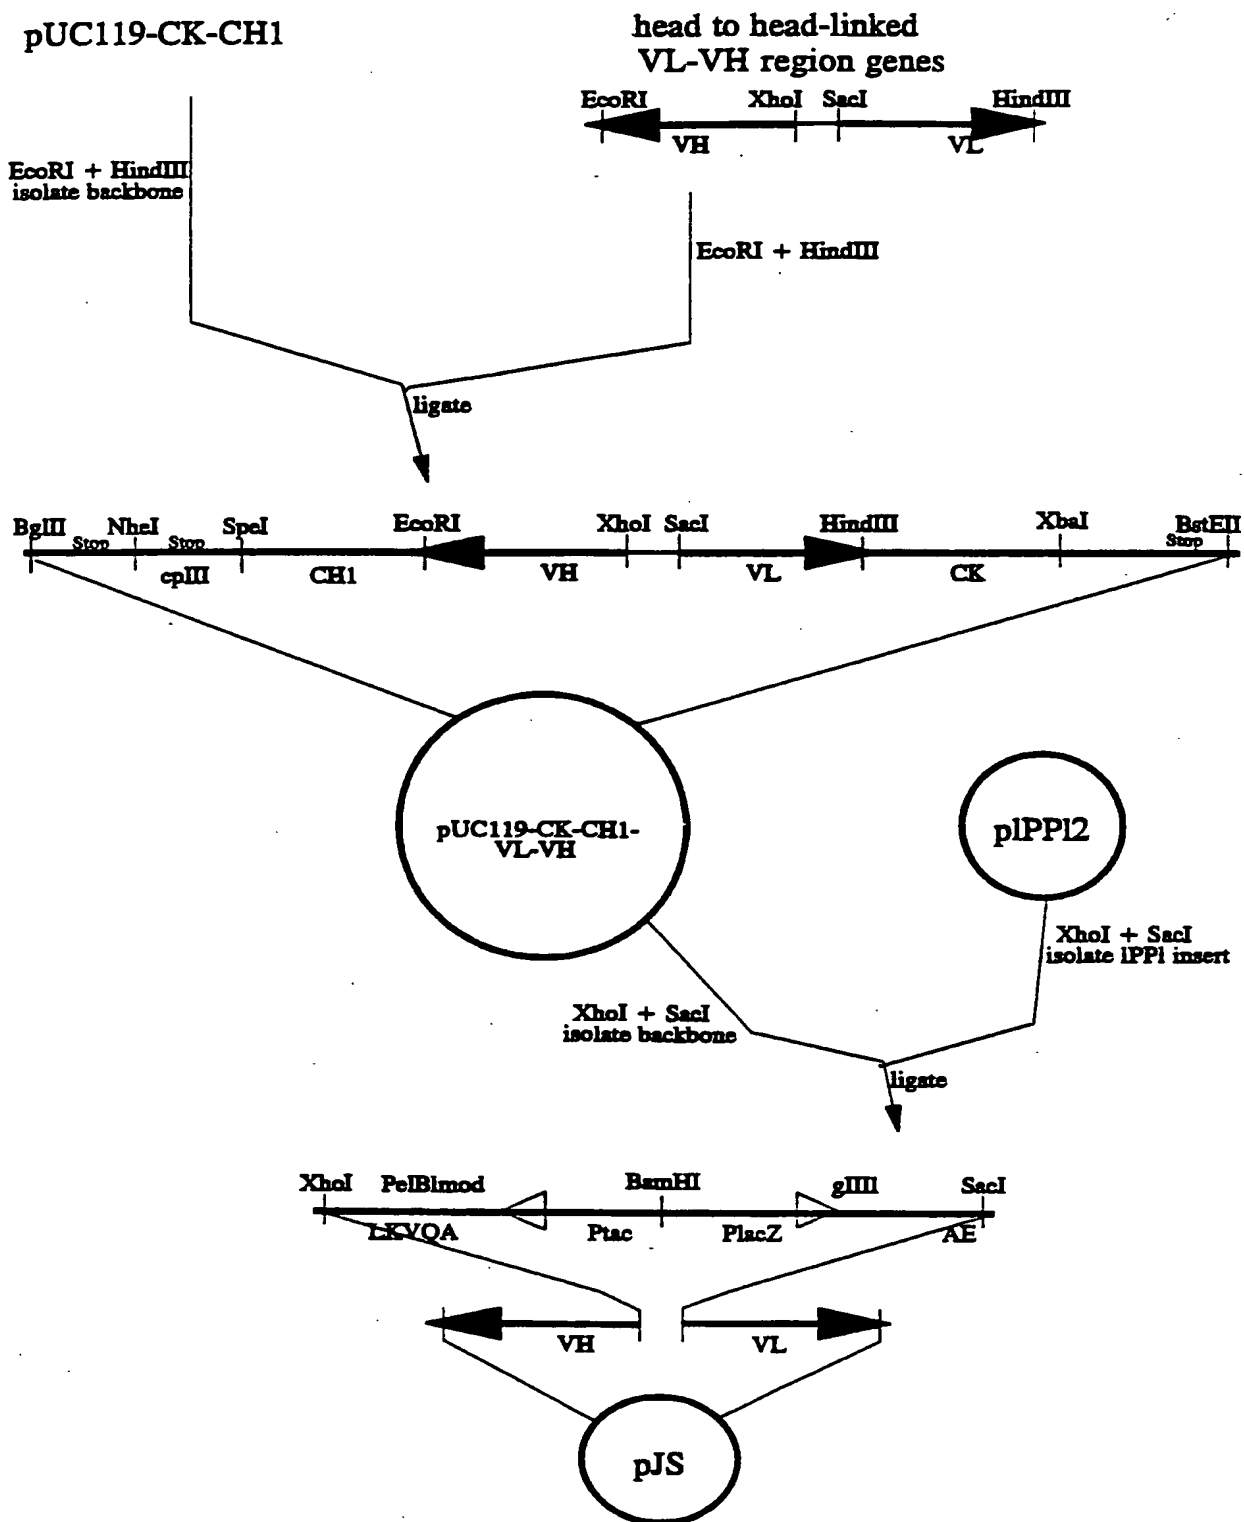 pUC119-CK-CH1
head to head-linked
VL-VH region genes
EcoRI XhoI SacI HindIII
VH VL
EcoRI + HindIII
isolate backbone
EcoRI + HindIII
ligate
BglII NheI SpeI EcoRI XhoI SacI HindIII XbaI BstEII
Stop Stop Stop
cpIII CH1 VH VL CK
pUC119-CK-CH1-
VL-VH
plPPl2
XhoI + SacI
isolate lPPl insert
XhoI + SacI
isolate backbone
ligate
XhoI PelBlmod BamHI gIIIl SacI
LKVQA Ptac PlacZ AE
VH VL
pJS